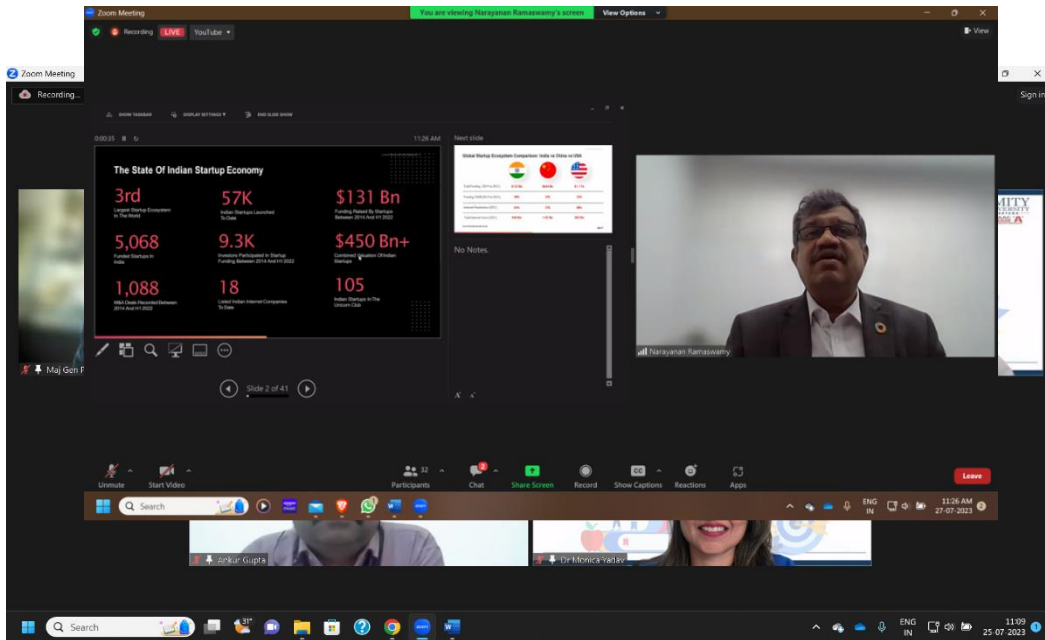 Zoom Meeting
You are viewing Narayanan Ramaswamy's screen
View Options
Recording
LIVE
YouTube
View
Zoom Meeting
Recording...
Sign in
SHOW TASKBAR
DISPLAY SETTINGS
END SLIDE SHOW
0:00:35
11:26 AM
Next slide
The State Of Indian Startup Economy
3rd
Largest Startup Ecosystem
In The World
57K
Indian Startups Launched
To Date
$131 Bn
Funding Raised By Startups
Between 2014 And H1 2022
5,068
Funded Startups In
India
9.3K
Investors Participated In Startup
Funding Between 2014 And H1 2022
$450 Bn+
Combined Valuation Of Indian
Startups
1,088
M&A Deals Recorded Between
2014 And H1 2022
18
Listed Indian Internet Companies
To Date
105
Indian Startups In The
Unicorn Club
Global Startup Ecosystem Comparison: India vs China vs USA
No Notes.
Slide 2 of 41
Narayanan Ramaswamy
Maj Gen P
Unmute
Start Video
32
Participants
2
Chat
Share Screen
Record
CC
Show Captions
Reactions
Apps
Leave
Search
ENG
IN
11:26 AM
27-07-2023
2
Ankur Gupta
Dr Monica Yadav
Search
31°
ENG
IN
11:09
25-07-2023
1